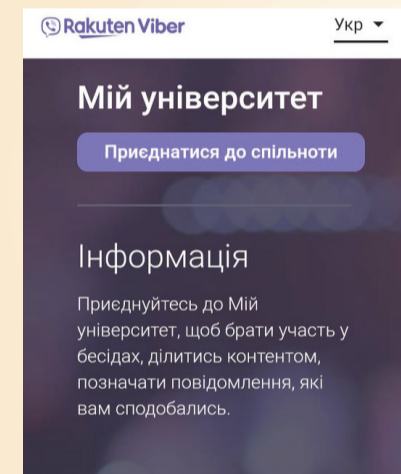 Rakuten Viber
Укр
Мій університет
Приєднатися до спільноти
Інформація
Приєднуйтесь до Мій
університет, щоб брати участь у
бесідах, ділитись контентом,
позначати повідомлення, які
вам сподобались.